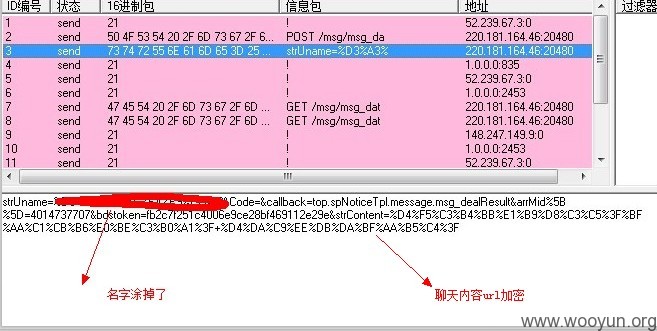 ID编号 状态 16进制包 信息包 地址 过滤器
1 send 21 ! 52.239.67.3:0
2 send 50 4F 53 54 20 2F 6D 73 67 2F 6... POST /msg/msg_da 220.181.164.46:20480
3 send 73 74 72 55 6E 61 6D 65 3D 25 ... strUname=%D3%A3% 220.181.164.46:20480
4 send 21 ! 1.0.0.0:835
5 send 21 ! 52.239.67.3:0
6 send 21 ! 1.0.0.0:2453
7 send 47 45 54 20 2F 6D 73 67 2F 6D ... GET /msg/msg_dat 220.181.164.46:20480
8 send 47 45 54 20 2F 6D 73 67 2F 6D ... GET /msg/msg_dat 220.181.164.46:20480
9 send 21 ! 148.247.149.9:0
10 send 21 ! 1.0.0.0:2453
11 send 21 ! 52.239.67.3:0
strUname=% Code=&callback=top.spNoticeTpl.message.msg_dealResult&arrMid%5B
%5D=4014737707&bdstoken=fb2c7f251c4006e9ce28bf469112e29e&strContent=%D4%F5%C3%B4%BB%E1%B9%D8%C3%C5%3F%BF
%AA%C1%CB%B6%E0%BE%C3%B0%A1%3F+%D4%DA%C9%EE%DB%DA%BF%AA%B5%C4%3F
名字涂掉了
聊天内容url加密
www.wooyun.org